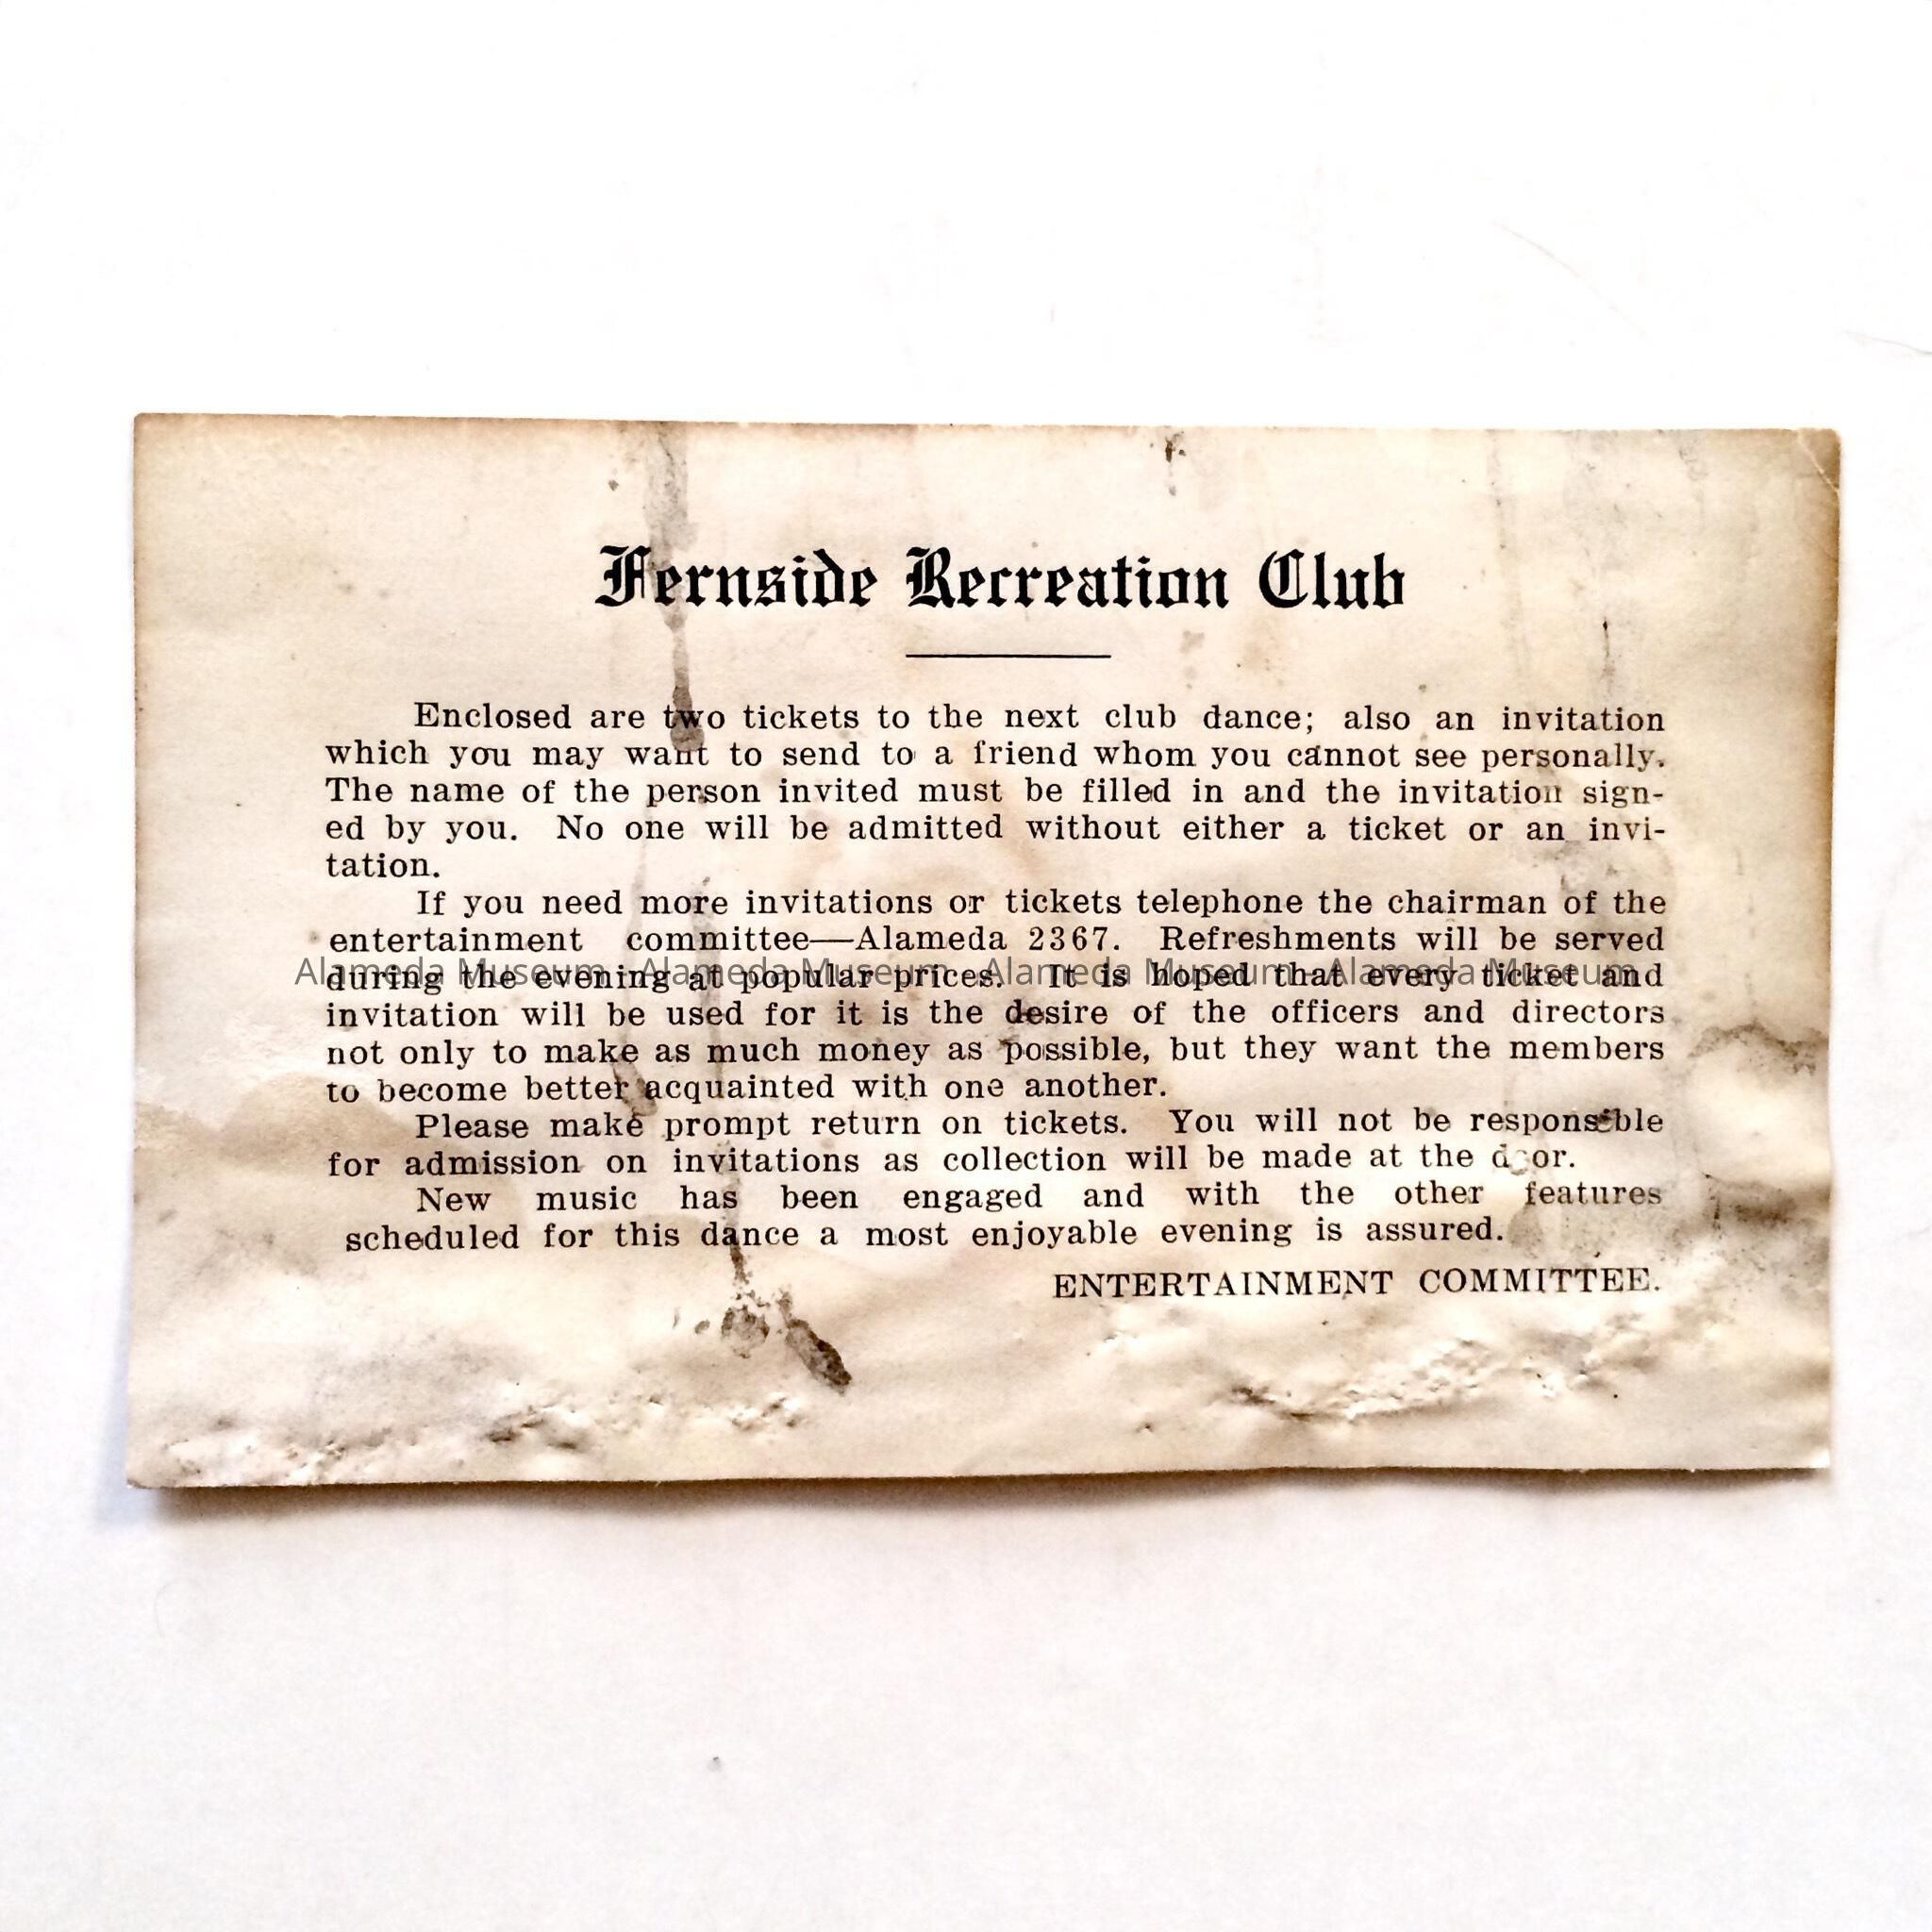 Fernside Recreation Club
Enclosed are two tickets to the next club dance; also an invitation
which you may want to send to a friend whom you cannot see personally.
The name of the person invited must be filled in and the invitation sign-
ed by you. No one will be admitted without either a ticket or an invi-
tation.
If you need more invitations or tickets telephone the chairman of the
entertainment committee—Alameda 2367. Refreshments will be served
during the evening at popular prices. It is hoped that every ticket and
Alameda Museum - Alameda Museum - Alameda Museum - Alameda Museum
invitation will be used for it is the desire of the officers and directors
not only to make as much money as possible, but they want the members
to become better acquainted with one another.
Please make prompt return on tickets. You will not be responsible
for admission on invitations as collection will be made at the door.
New music has been engaged and with the other features
scheduled for this dance a most enjoyable evening is assured.
ENTERTAINMENT COMMITTEE.